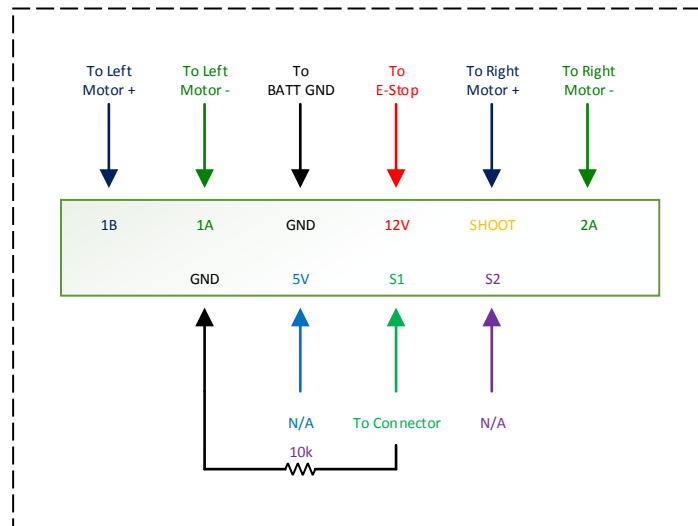 To Left
Motor +
To Left
Motor -
To
BATT GND
To
E-Stop
To Right
Motor +
To Right
Motor -
1B 1A GND 12V SHOOT 2A
GND 5V S1 S2
N/A To Connector N/A
10k